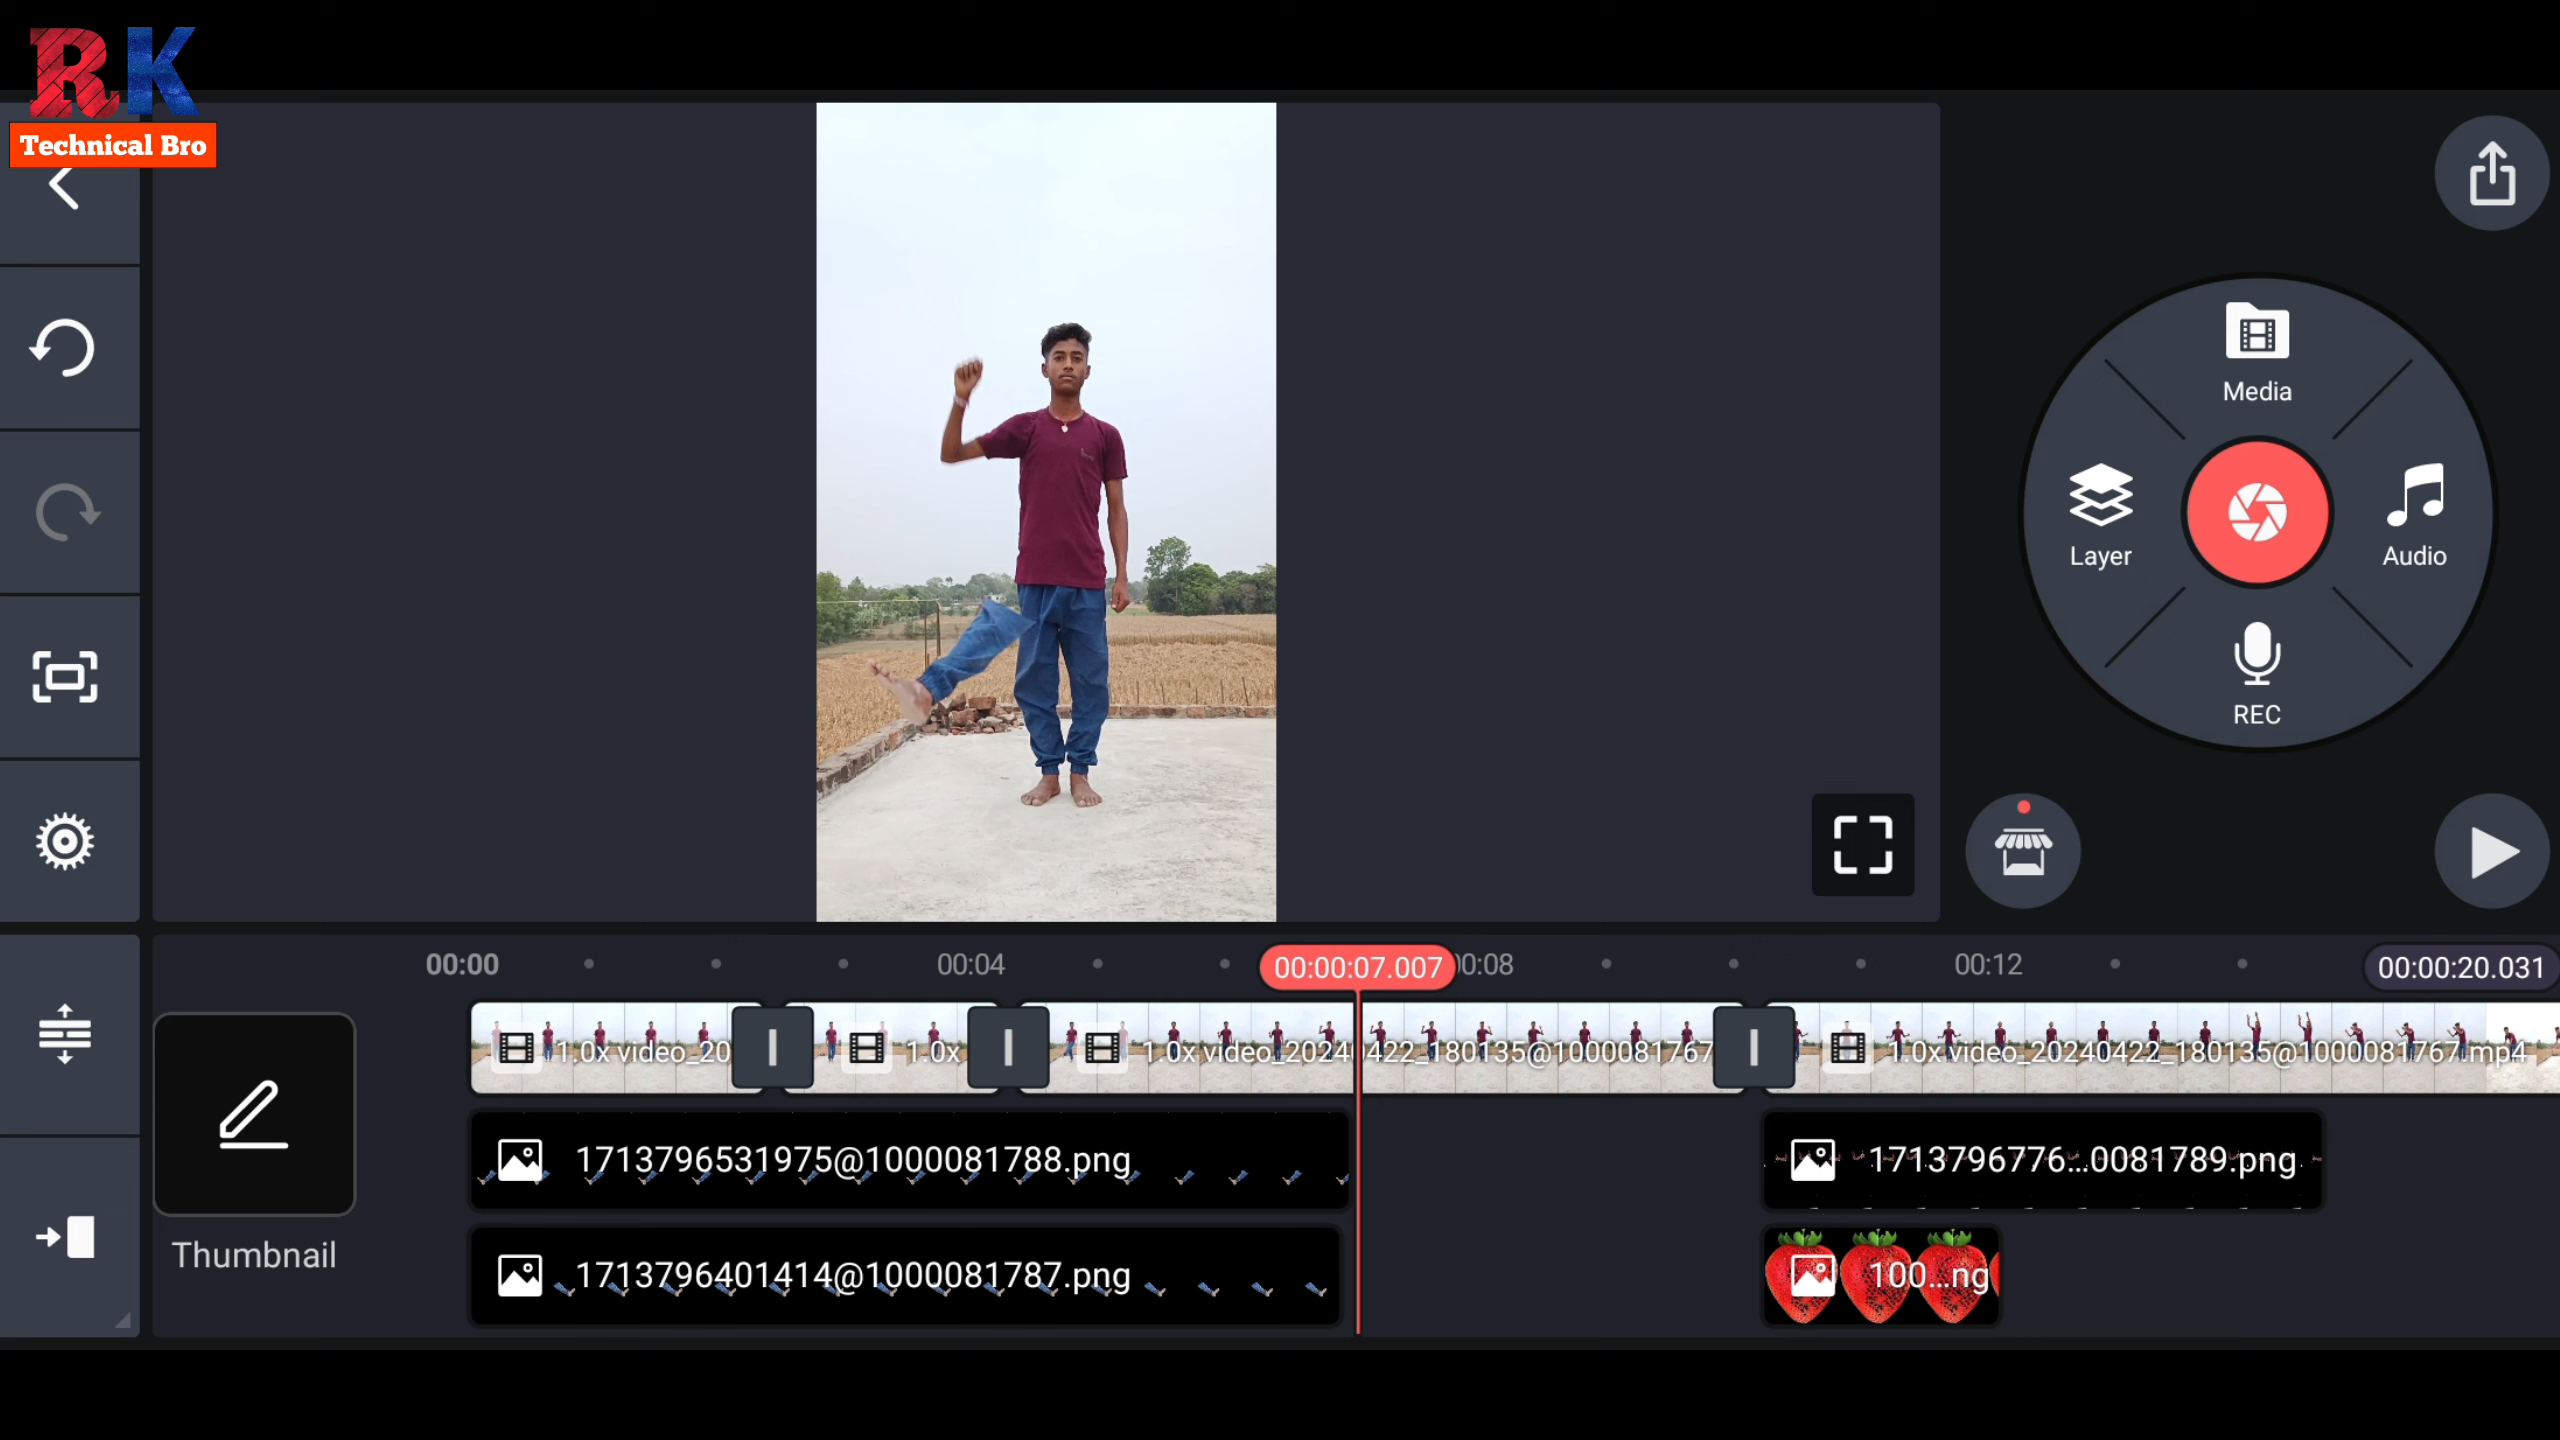 RK
Technical Bro
Media
Layer
Audio
REC
00:00
00:04
00:00:07.007
0:08
00:12
00:00:20.031
1.0x video_20
1.0x
1.0x video_20240422_180135@1000081767
1.0x video_20240422_180135@1000081767.mp4
Thumbnail
1713796531975@1000081788.png
1713796776...0081789.png
1713796401414@1000081787.png
100...ng